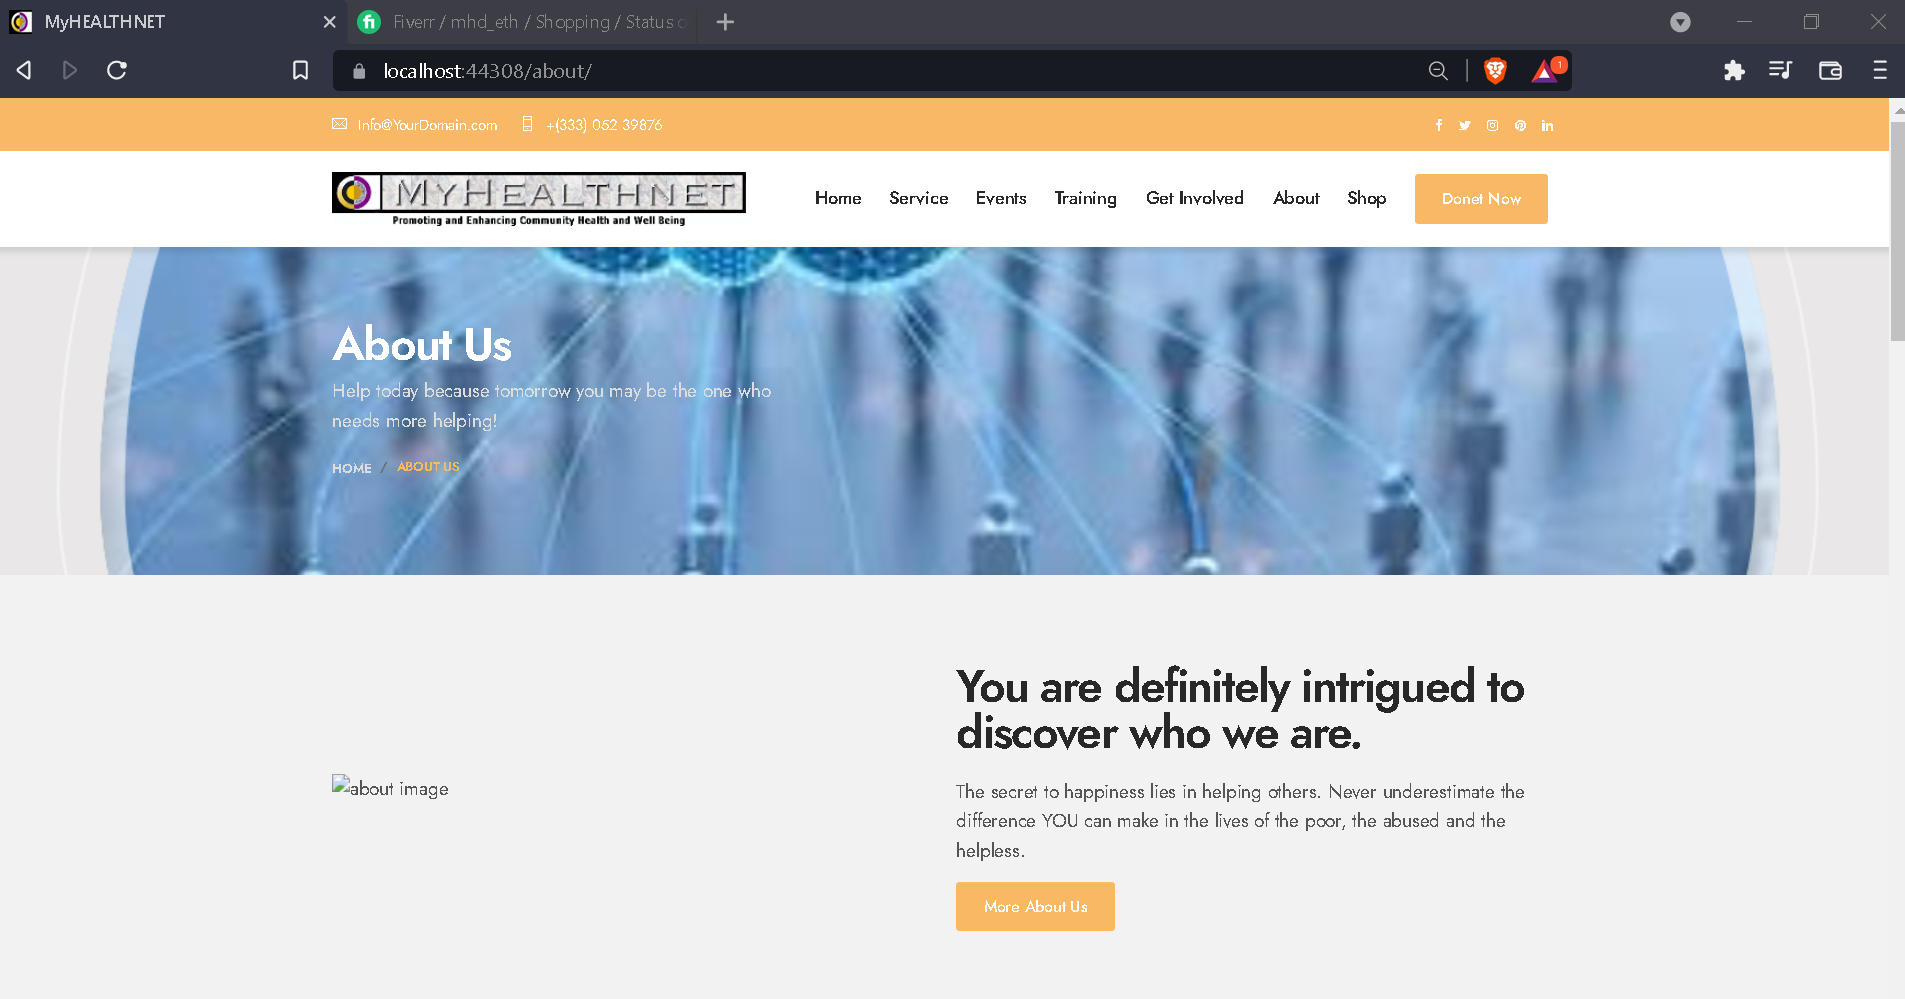 MyHEALTHNET
Fiverr / mhd_eth / Shopping / Status o
localhost:44308/about/
1
Info@YourDomain.com
+(333) 052 39876
MYHEALTHNET
Promoting and Enhancing Community Health and Well Being
Home
Service
Events
Training
Get Involved
About
Shop
Donet Now
About Us
Help today because tomorrow you may be the one who
needs more helping!
HOME / ABOUT US
You are definitely intrigued to
discover who we are.
about image
The secret to happiness lies in helping others. Never underestimate the
difference YOU can make in the lives of the poor, the abused and the
helpless.
More About Us